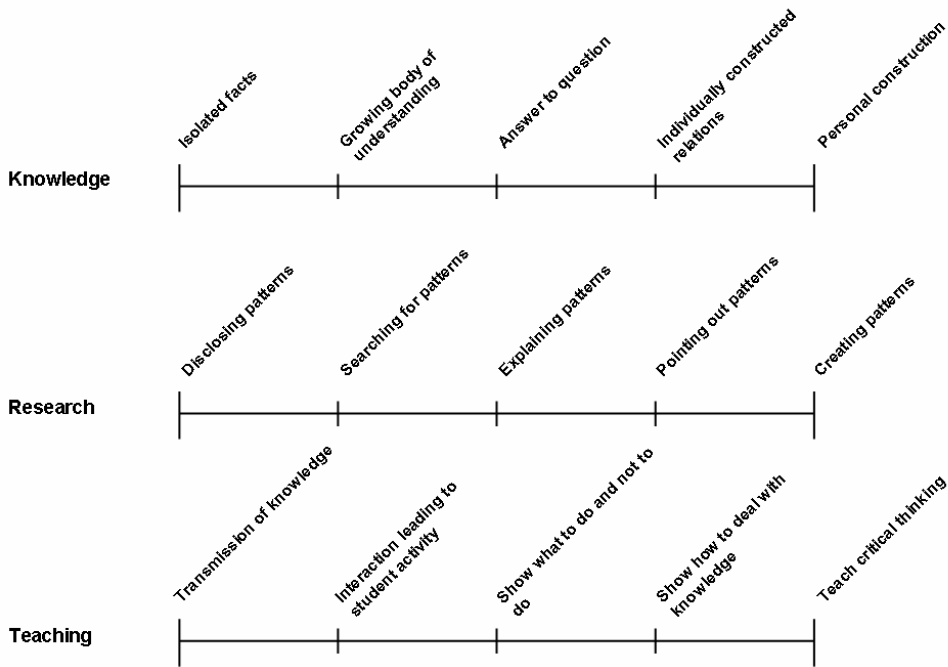 Isolated facts
Growing body of
understanding
Answer to question
Individually constructed
relations
Personal construction
Knowledge
Disclosing patterns
Searching for patterns
Explaining patterns
Pointing out patterns
Creating patterns
Research
Transmission of knowledge
Interaction leading to
student activity
Show what to do and not to
do
Show how to deal with
knowledge
Teach critical thinking
Teaching